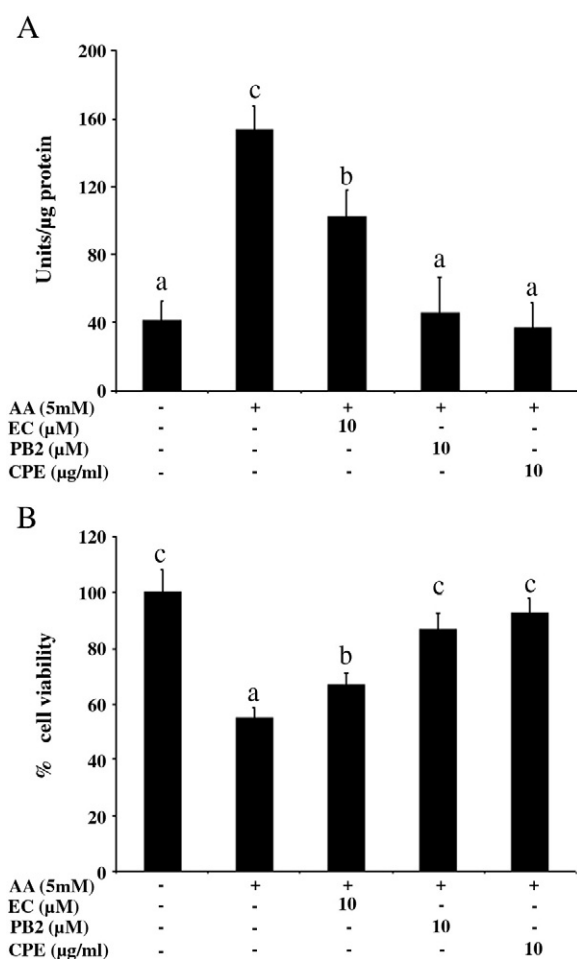 A
200
160
120
80
40
0
Units/µg protein
a c b a a
AA (5mM) - + + + +
EC (µM) - - 10 - -
PB2 (µM) - - - 10 -
CPE (µg/ml) - - - - 10
B
120
100
80
60
40
20
0
% cell viability
c a b c c
AA (5mM) - + + + +
EC (µM) - - 10 - -
PB2 (µM) - - - 10 -
CPE (µg/ml) - - - - 10